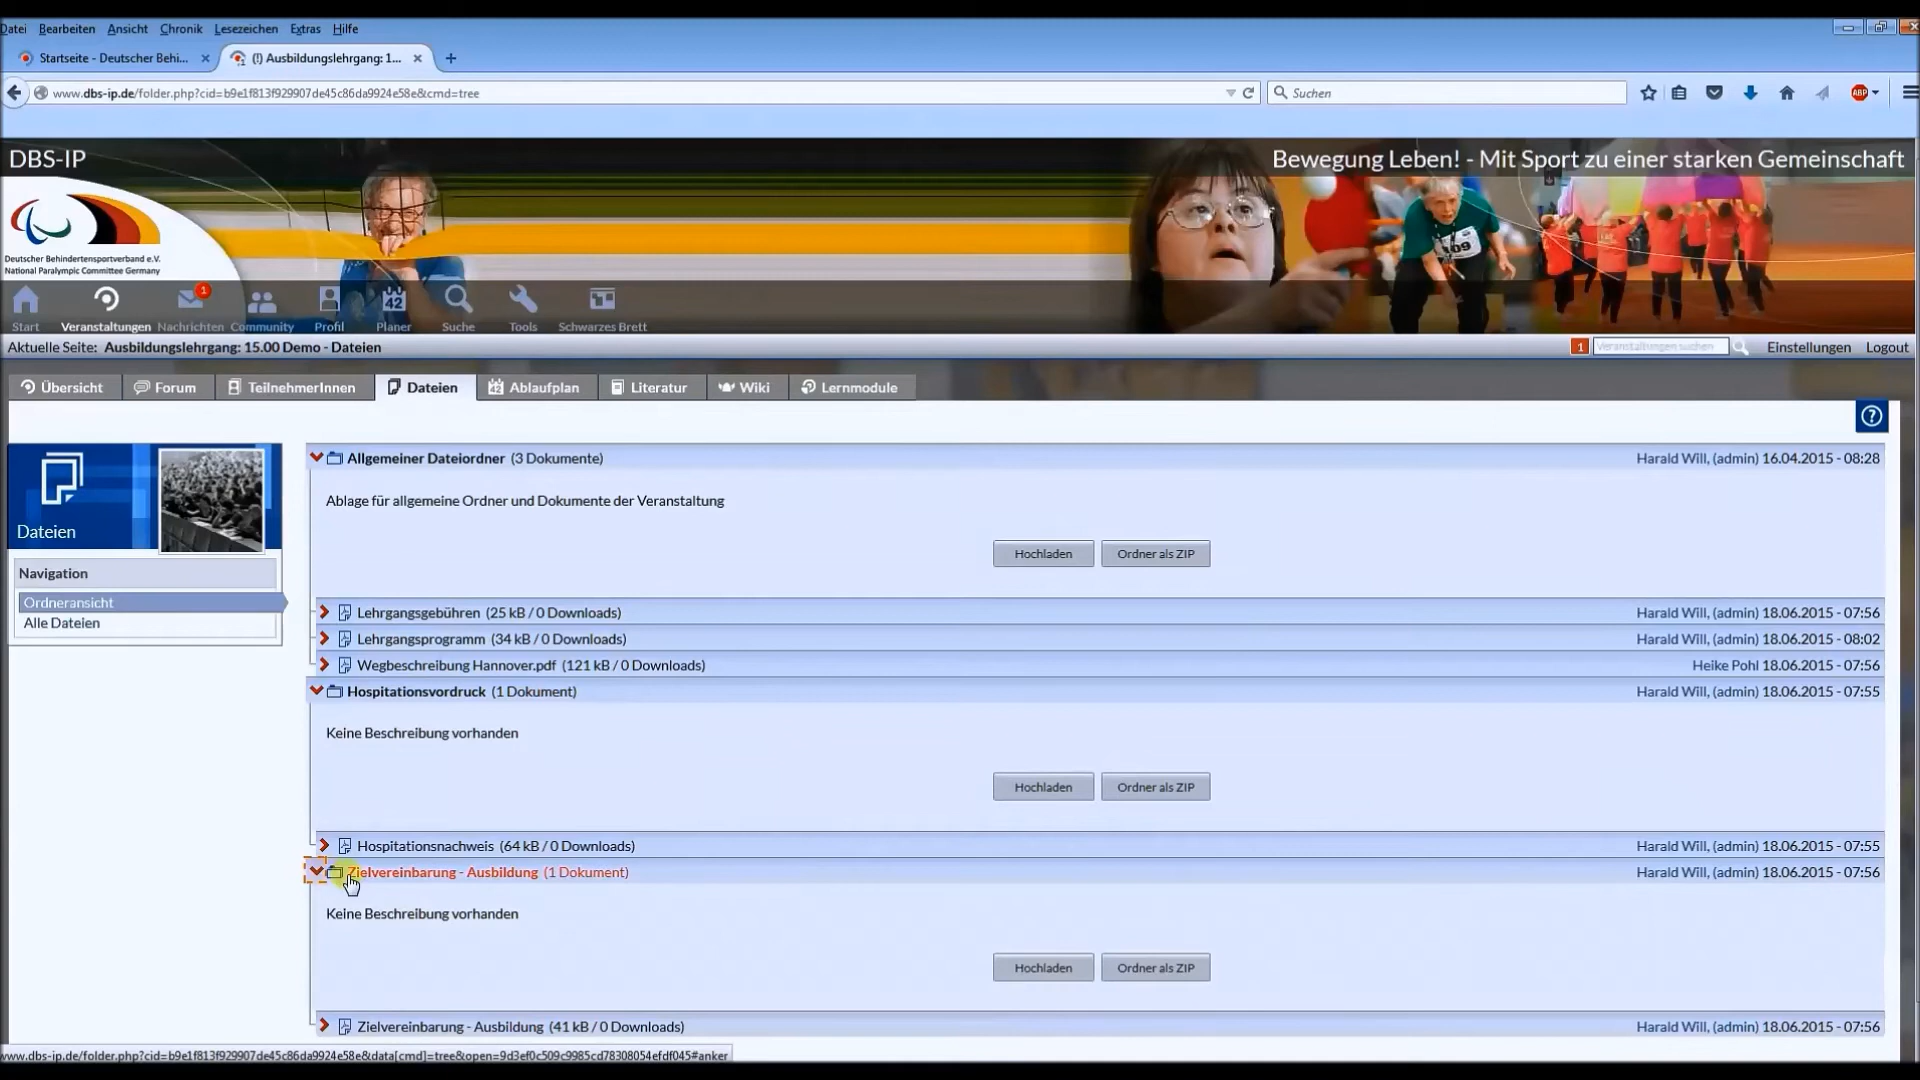 Datei Bearbeiten Ansicht Chronik Lesezeichen Extras Hilfe
Startseite - Deutscher Behi... (!) Ausbildungslehrgang: 1...
www.dbs-ip.de/folder.php?cid=b9e1f813f929907de45c86da9924e58e&cmd=tree
Suchen
ABP
DBS-IP
Bewegung Leben! - Mit Sport zu einer starken Gemeinschaft
Deutscher Behindertensportverband e.V.
National Paralympic Committee Germany
1
42
Start Veranstaltungen Nachrichten Community Profil Planer Suche Tools Schwarzes Brett
Aktuelle Seite: Ausbildungslehrgang: 15.00 Demo - Dateien
1 Veranstaltungen suchen Einstellungen Logout
Übersicht Forum TeilnehmerInnen Dateien Ablaufplan Literatur Wiki Lernmodule
Dateien
Navigation
Ordneransicht
Alle Dateien
Allgemeiner Dateiordner (3 Dokumente) Harald Will, (admin) 16.04.2015 - 08:28
Ablage für allgemeine Ordner und Dokumente der Veranstaltung
Hochladen Ordner als ZIP
Lehrgangsgebühren (25 kB / 0 Downloads) Harald Will, (admin) 18.06.2015 - 07:56
Lehrgangsprogramm (34 kB / 0 Downloads) Harald Will, (admin) 18.06.2015 - 08:02
Wegbeschreibung Hannover.pdf (121 kB / 0 Downloads) Heike Pohl 18.06.2015 - 07:56
Hospitationsvordruck (1 Dokument) Harald Will, (admin) 18.06.2015 - 07:55
Keine Beschreibung vorhanden
Hochladen Ordner als ZIP
Hospitationsnachweis (64 kB / 0 Downloads) Harald Will, (admin) 18.06.2015 - 07:55
Zielvereinbarung - Ausbildung (1 Dokument) Harald Will, (admin) 18.06.2015 - 07:56
Keine Beschreibung vorhanden
Hochladen Ordner als ZIP
Zielvereinbarung - Ausbildung (41 kB / 0 Downloads) Harald Will, (admin) 18.06.2015 - 07:56
www.dbs-ip.de/folder.php?cid=b9e1f813f929907de45c86da9924e58e&data[cmd]=tree&open=9d3ef0c509c9985cd78308054efdf045#anker